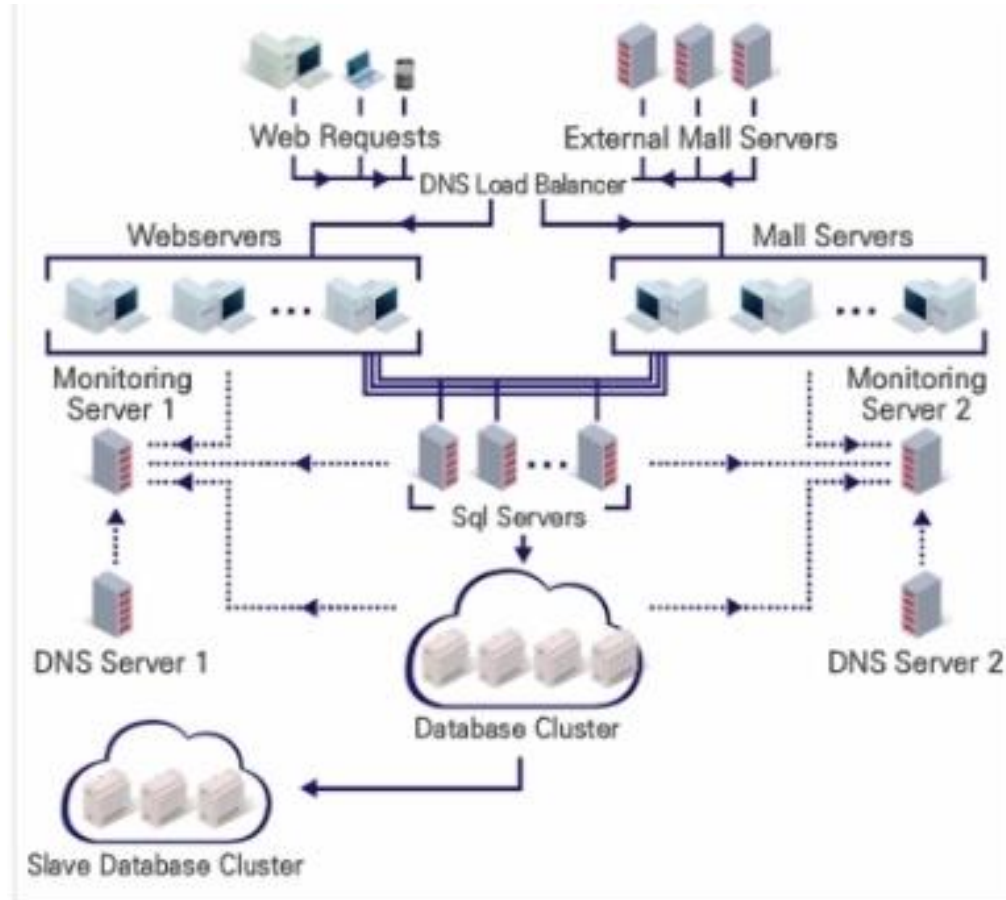 Web Requests
External Mall Servers
DNS Load Balancer
Webservers
Mall Servers
Monitoring
Server 1
Monitoring
Server 2
Sql Servers
DNS Server 1
DNS Server 2
Database Cluster
Slave Database Cluster